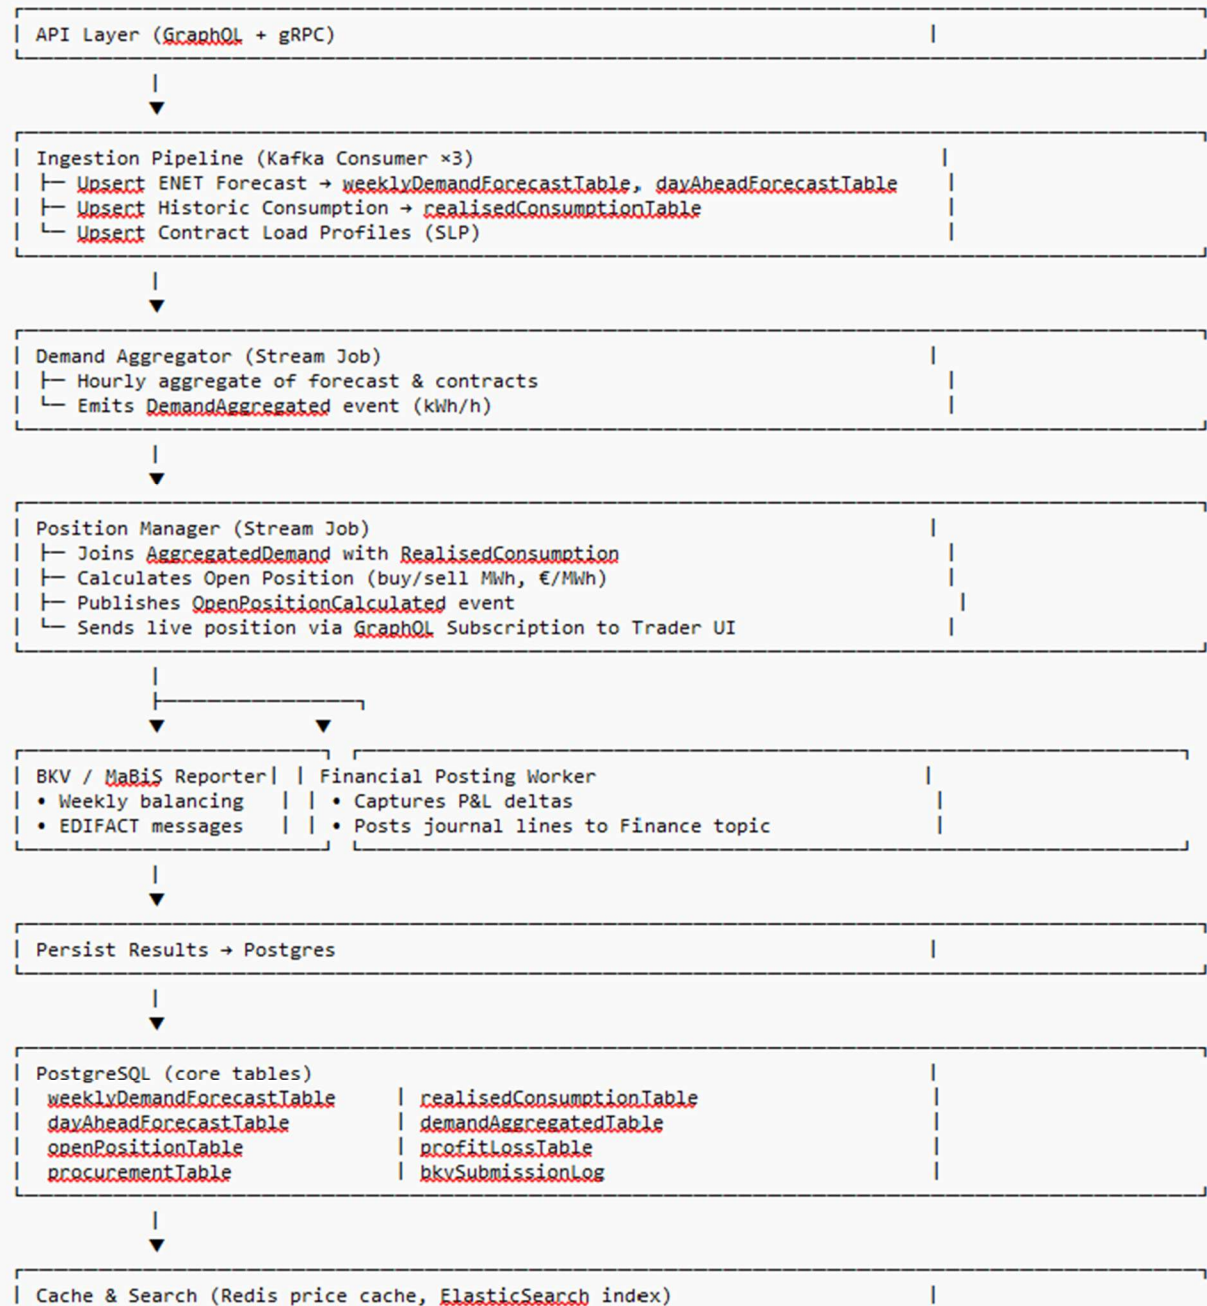 API Layer (GraphQL + gRPC)
Ingestion Pipeline (Kafka Consumer ×3)
├─ Upsert ENET Forecast → weeklyDemandForecastTable, dayAheadForecastTable
├─ Upsert Historic Consumption → realisedConsumptionTable
└─ Upsert Contract Load Profiles (SLP)
Demand Aggregator (Stream Job)
├─ Hourly aggregate of forecast & contracts
└─ Emits DemandAggregated event (kWh/h)
Position Manager (Stream Job)
├─ Joins AggregatedDemand with RealisedConsumption
├─ Calculates Open Position (buy/sell MWh, €/MWh)
├─ Publishes OpenPositionCalculated event
└─ Sends live position via GraphQL Subscription to Trader UI
BKV / MaBiS Reporter | | Financial Posting Worker
• Weekly balancing | | • Captures P&L deltas
• EDIFACT messages | | • Posts journal lines to Finance topic
Persist Results → Postgres
PostgreSQL (core tables)
weeklyDemandForecastTable | realisedConsumptionTable
dayAheadForecastTable | demandAggregatedTable
openPositionTable | profitLossTable
procurementTable | bkvSubmissionLog
Cache & Search (Redis price cache, ElasticSearch index)